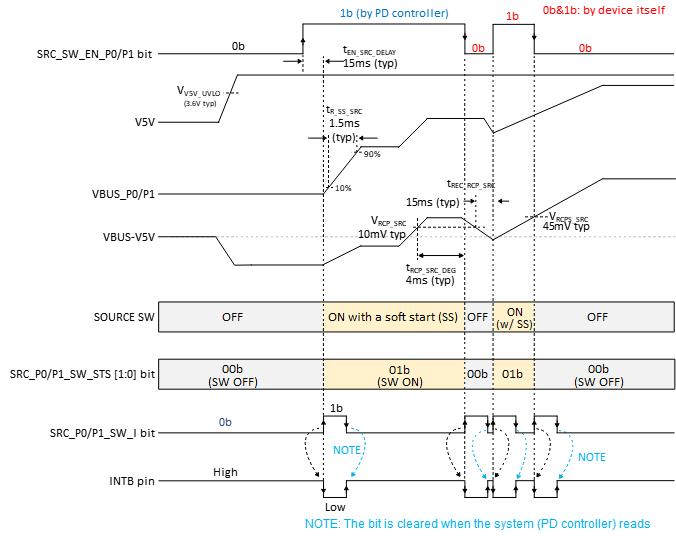 1b (by PD controller)
1b
0b&1b: by device itself
SRC_SW_EN_P0/P1 bit
0b
0b
0b
tEN_SRC_DELAY
15ms (typ)
VV5V_UVLO
(3.6V typ)
V5V
tR_SS_SRC
1.5ms
(typ)
90%
10%
VBUS_P0/P1
tREC_RCP_SRC
15ms (typ)
VRCP_SRC
10mV typ
VRCPS_SRC
45mV typ
VBUS-V5V
tRCP_SRC_DEG
4ms (typ)
SOURCE SW
OFF
ON with a soft start (SS)
OFF
ON
(w/ SS)
OFF
SRC_P0/P1_SW_STS [1:0] bit
00b
(SW OFF)
01b
(SW ON)
00b
01b
00b
(SW OFF)
1b
0b
SRC_P0/P1_SW_I bit
NOTE
NOTE
High
INTB pin
Low
NOTE: The bit is cleared when the system (PD controller) reads